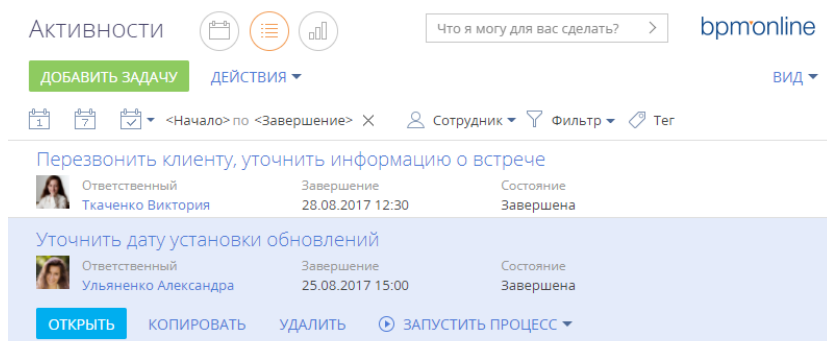 Активности Что я могу для вас сделать? bpm'online
ДОБАВИТЬ ЗАДАЧУ ДЕЙСТВИЯ ВИД
1 7 <Начало> по <Завершение> Сотрудник Фильтр Тег
Перезвонить клиенту, уточнить информацию о встрече
Ответственный Завершение Состояние
Ткаченко Виктория 28.08.2017 12:30 Завершена
Уточнить дату установки обновлений
Ответственный Завершение Состояние
Ульяненко Александра 25.08.2017 15:00 Завершена
ОТКРЫТЬ КОПИРОВАТЬ УДАЛИТЬ ЗАПУСТИТЬ ПРОЦЕСС